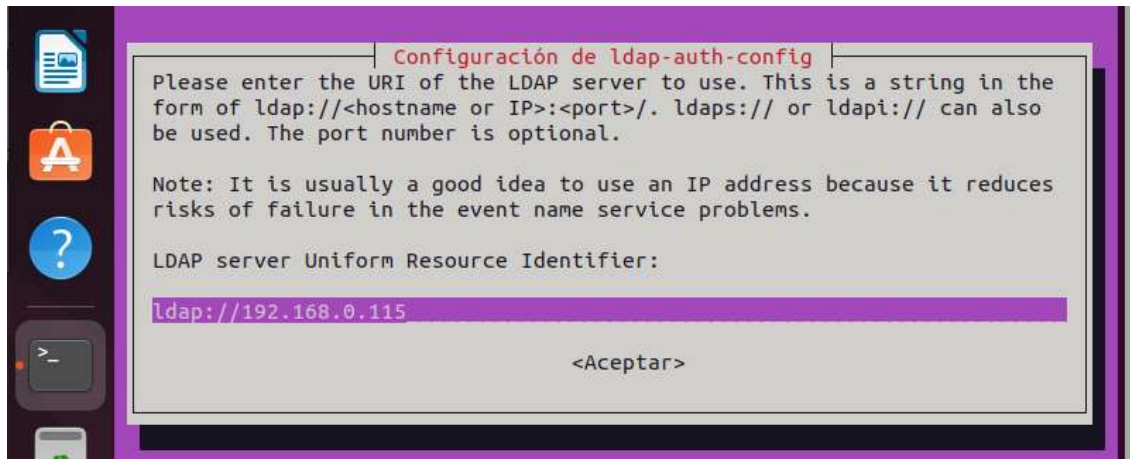 Configuración de ldap-auth-config
Please enter the URI of the LDAP server to use. This is a string in the
form of ldap://<hostname or IP>:<port>/. ldaps:// or ldapi:// can also
be used. The port number is optional.
Note: It is usually a good idea to use an IP address because it reduces
risks of failure in the event name service problems.
LDAP server Uniform Resource Identifier:
ldap://192.168.0.115
<Aceptar>